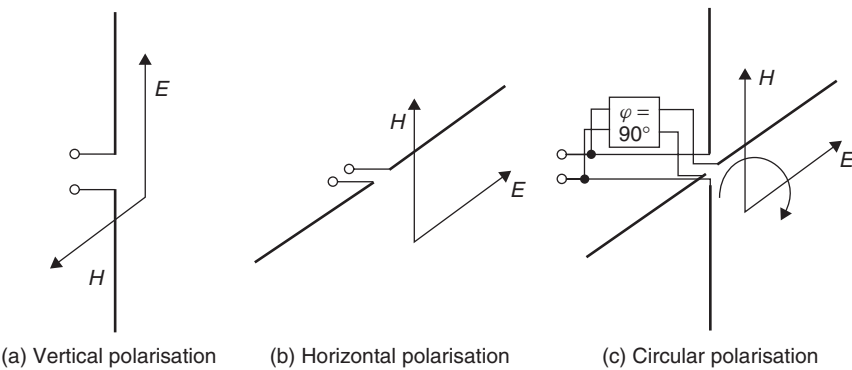 E
H
(a) Vertical polarisation
H
E
(b) Horizontal polarisation
φ =
90°
H
E
(c) Circular polarisation